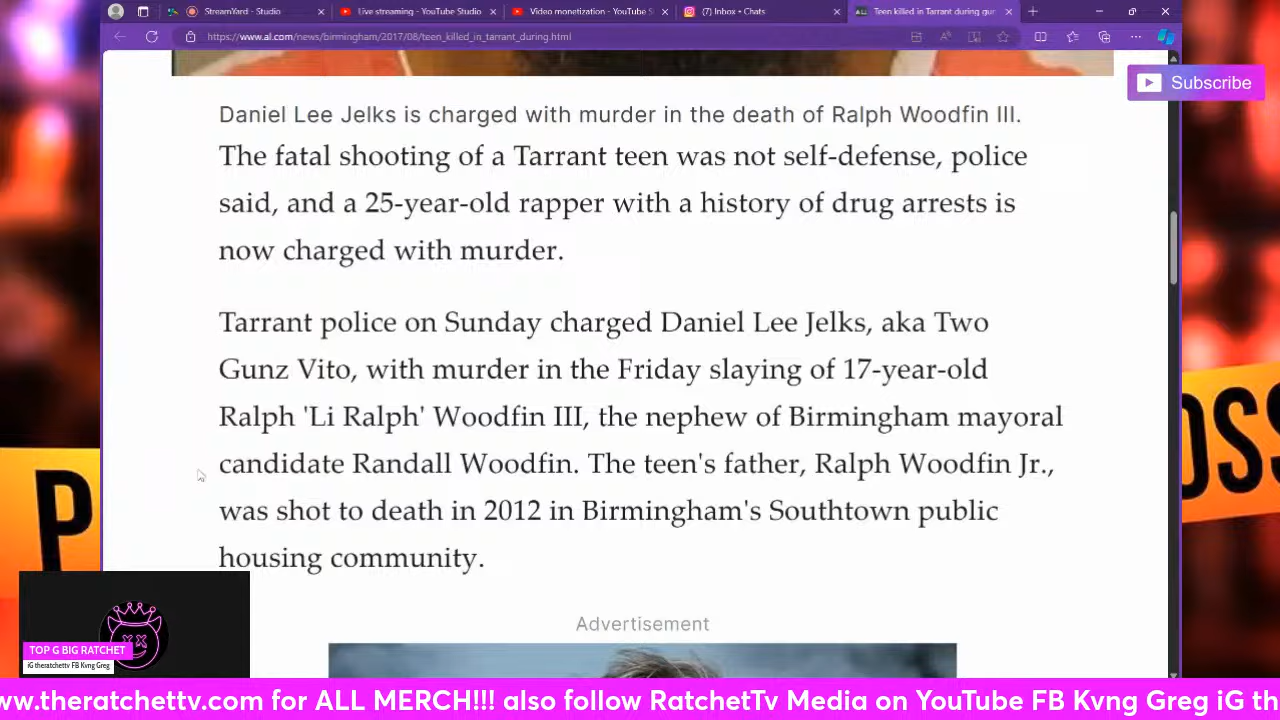 StreamYard - Studio
Live streaming - YouTube Studio
Video monetization - YouTube S
(7) Inbox • Chats
Teen killed in Tarrant during gun
https://www.al.com/news/birmingham/2017/08/teen_killed_in_tarrant_during.html
Subscribe
Daniel Lee Jelks is charged with murder in the death of Ralph Woodfin III.
The fatal shooting of a Tarrant teen was not self-defense, police
said, and a 25-year-old rapper with a history of drug arrests is
now charged with murder.
Tarrant police on Sunday charged Daniel Lee Jelks, aka Two
Gunz Vito, with murder in the Friday slaying of 17-year-old
Ralph 'Li Ralph' Woodfin III, the nephew of Birmingham mayoral
candidate Randall Woodfin. The teen's father, Ralph Woodfin Jr.,
was shot to death in 2012 in Birmingham's Southtown public
housing community.
Advertisement
P
OSS
TOP G BIG RATCHET
iG theratchettv FB Kvng Greg
ww.theratchettv.com for ALL MERCH!!! also follow RatchetTv Media on YouTube FB Kvng Greg iG th